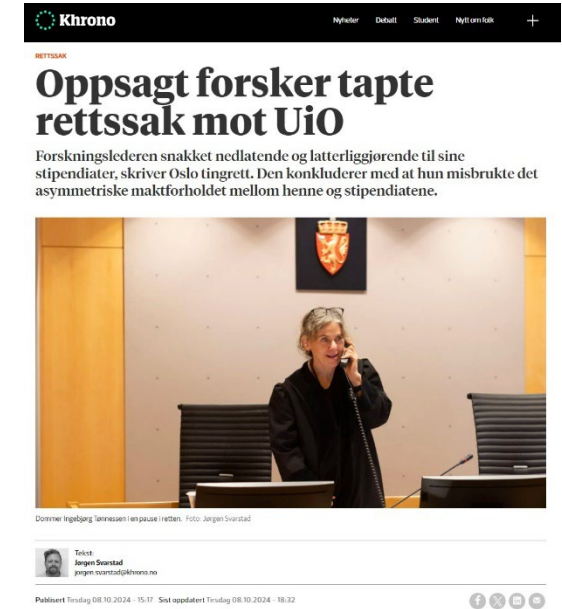 Khrono
Nyheter Debatt Student Nytt om folk
RETTSSAK
Oppsagt forsker tapte
rettssak mot UiO
Forskningslederen snakket nedlatende og latterliggjørende til sine
stipendiater, skriver Oslo tingrett. Den konkluderer med at hun misbrukte det
asymmetriske maktforholdet mellom henne og stipendiatene.
Dommer Ingebjørg Tønnessen i en pause i retten. Foto: Jørgen Svarstad
Tekst:
Jørgen Svarstad
jorgen.svarstad@khrono.no
Publisert Tirsdag 08.10.2024 - 15:17 Sist oppdatert Tirsdag 08.10.2024 - 18:32